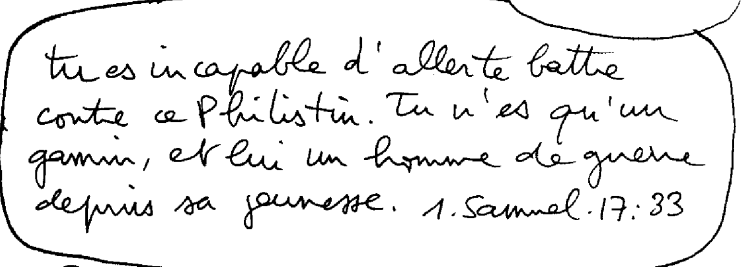 tu es incapable d'aller te battre
contre ce Philistin. Tu n'es qu'un
gamin, et lui un homme de guerre
depuis sa jeunesse. 1. Samuel. 17: 33